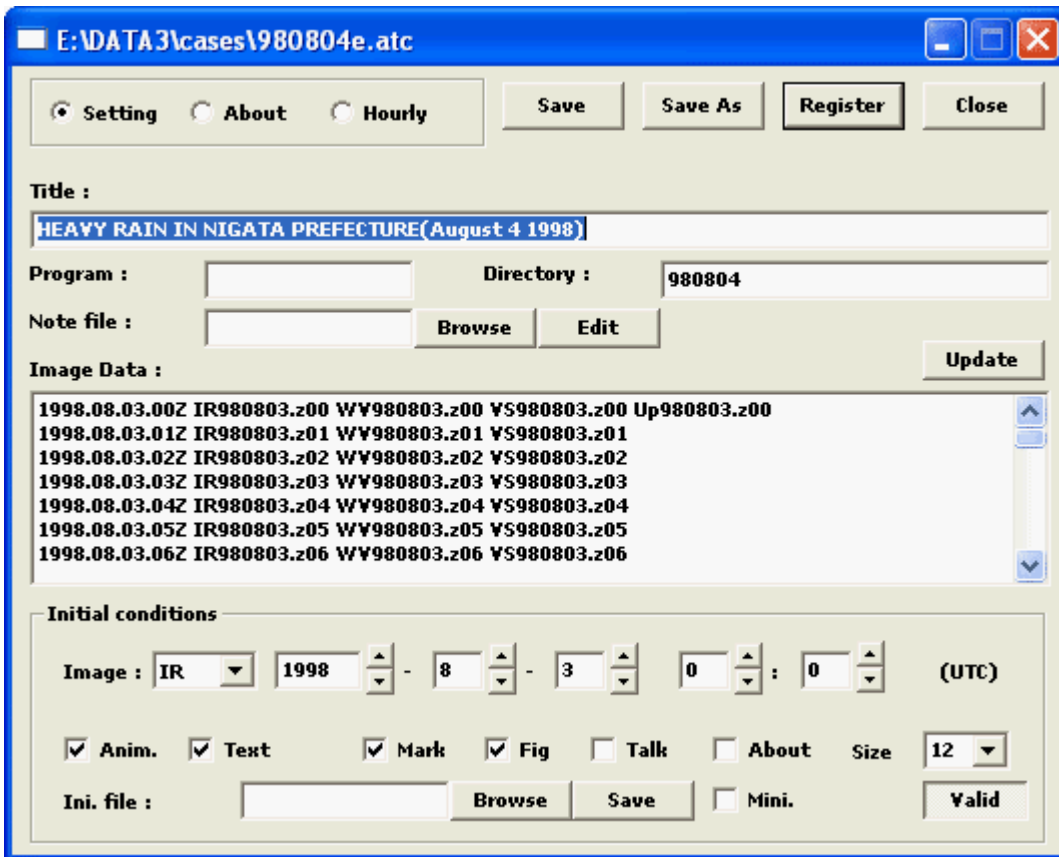 E:\DATA3\cases\980804e.atc
Setting About Hourly Save Save As Register Close
Title :
HEAVY RAIN IN NIGATA PREFECTURE(August 4 1998)
Program : Directory : 980804
Note file : Browse Edit
Update
Image Data :
1998.08.03.00Z IR980803.z00 WV980803.z00 VS980803.z00 Up980803.z00
1998.08.03.01Z IR980803.z01 WV980803.z01 VS980803.z01
1998.08.03.02Z IR980803.z02 WV980803.z02 VS980803.z02
1998.08.03.03Z IR980803.z03 WV980803.z03 VS980803.z03
1998.08.03.04Z IR980803.z04 WV980803.z04 VS980803.z04
1998.08.03.05Z IR980803.z05 WV980803.z05 VS980803.z05
1998.08.03.06Z IR980803.z06 WV980803.z06 VS980803.z06
Initial conditions
Image : IR 1998 - 8 - 3 0 : 0 (UTC)
Anim. Text Mark Fig Talk About Size 12
Ini. file : Browse Save Mini. Valid